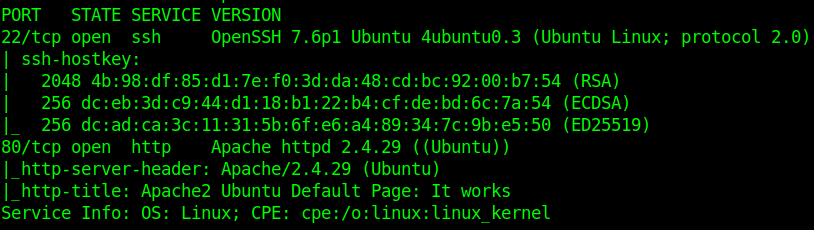 PORT   STATE SERVICE VERSION
22/tcp open  ssh     OpenSSH 7.6p1 Ubuntu 4ubuntu0.3 (Ubuntu Linux; protocol 2.0)
| ssh-hostkey:
|   2048 4b:98:df:85:d1:7e:f0:3d:da:48:cd:bc:92:00:b7:54 (RSA)
|   256 dc:eb:3d:c9:44:d1:18:b1:22:b4:cf:de:bd:6c:7a:54 (ECDSA)
|_  256 dc:ad:ca:3c:11:31:5b:6f:e6:a4:89:34:7c:9b:e5:50 (ED25519)
80/tcp open  http    Apache httpd 2.4.29 ((Ubuntu))
|_http-server-header: Apache/2.4.29 (Ubuntu)
|_http-title: Apache2 Ubuntu Default Page: It works
Service Info: OS: Linux; CPE: cpe:/o:linux:linux_kernel